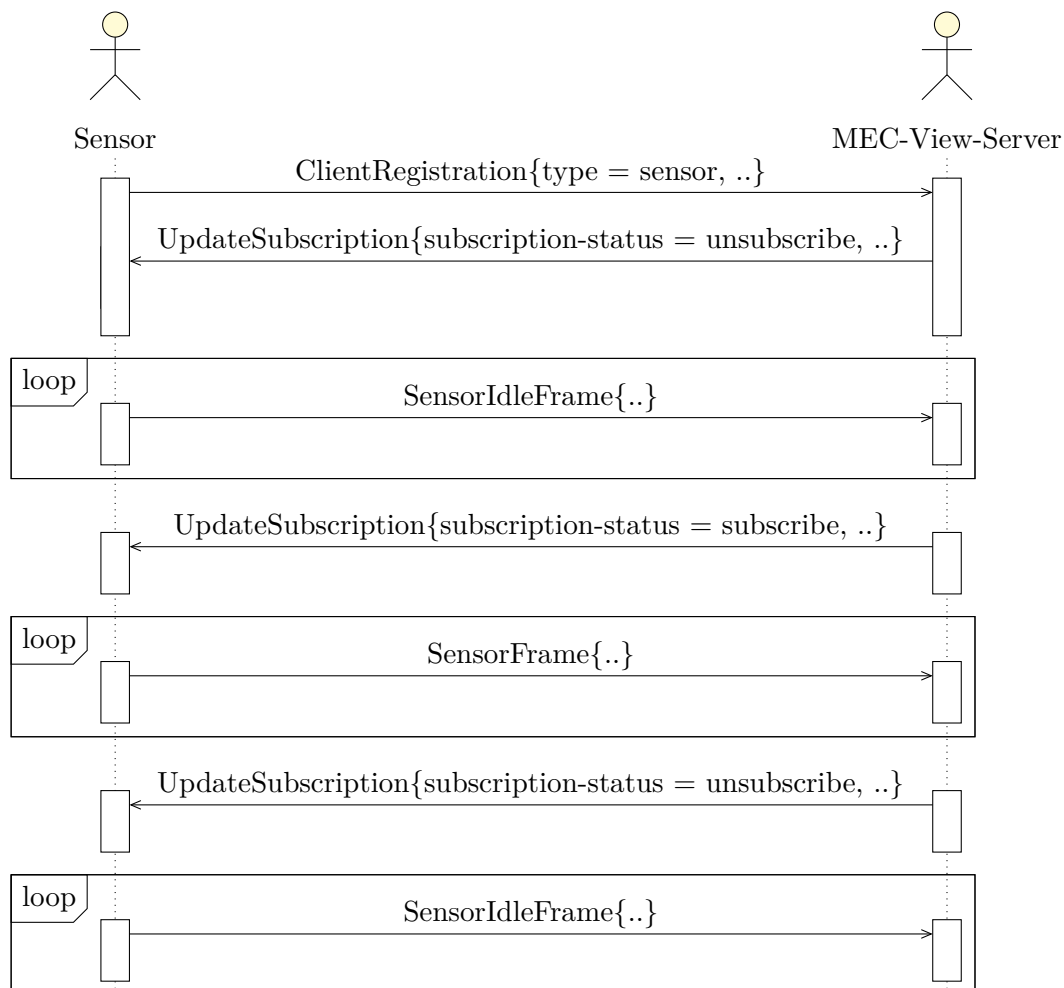 Sensor
MEC-View-Server
ClientRegistration{type = sensor, ..}
UpdateSubscription{subscription-status = unsubscribe, ..}
loop
SensorIdleFrame{..}
UpdateSubscription{subscription-status = subscribe, ..}
loop
SensorFrame{..}
UpdateSubscription{subscription-status = unsubscribe, ..}
loop
SensorIdleFrame{..}